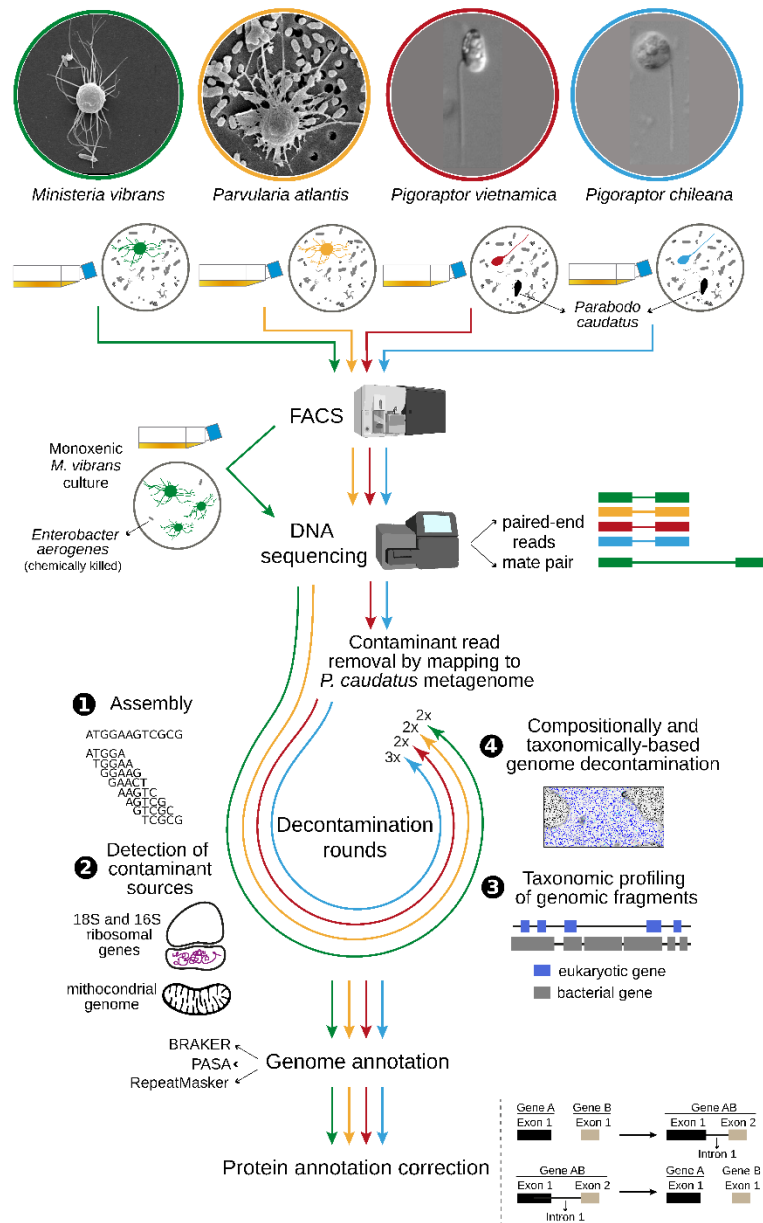 Ministeria vibrans
Parvularia atlantis
Pigoraptor vietnamica
Pigoraptor chileana
Parabodo
caudatus
FACS
Monoxenic
M. vibrans
culture
Enterobacter
aerogenes
(chemically killed)
DNA
sequencing
paired-end
reads
mate pair
Contaminant read
removal by mapping to
P. caudatus metagenome
1 Assembly
ATGGAAGTCGCG
ATGGA
TGGAA
GGAAG
GAACT
AAGTC
AGTCG
GTCGC
TCGCG
2x
2x
2x
3x
4 Compositionally and
taxonomically-based
genome decontamination
Decontamination
rounds
2 Detection of
contaminant
sources
18S and 16S
ribosomal
genes
mithocondrial
genome
3 Taxonomic profiling
of genomic fragments
eukaryotic gene
bacterial gene
BRAKER
PASA
RepeatMasker
Genome annotation
Protein annotation correction
Gene A Gene B
Exon 1 Exon 1
Gene AB
Exon 1 Exon 2
Intron 1
Gene AB
Exon 1 Exon 2
Intron 1
Gene A Gene B
Exon 1 Exon 1